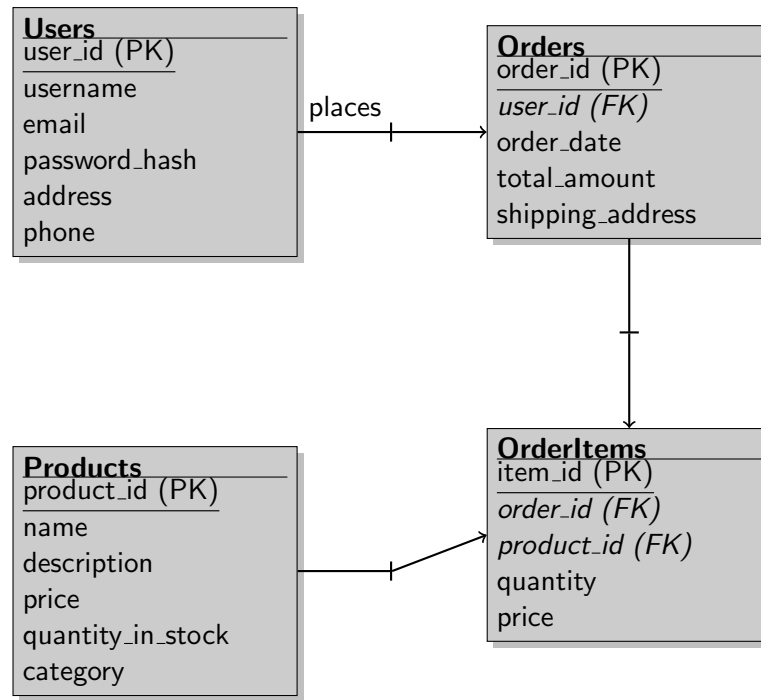 Users
user_id (PK)
username
email
password_hash
address
phone
places
Orders
order_id (PK)
user_id (FK)
order_date
total_amount
shipping_address
Products
product_id (PK)
name
description
price
quantity_in_stock
category
OrderItems
item_id (PK)
order_id (FK)
product_id (FK)
quantity
price